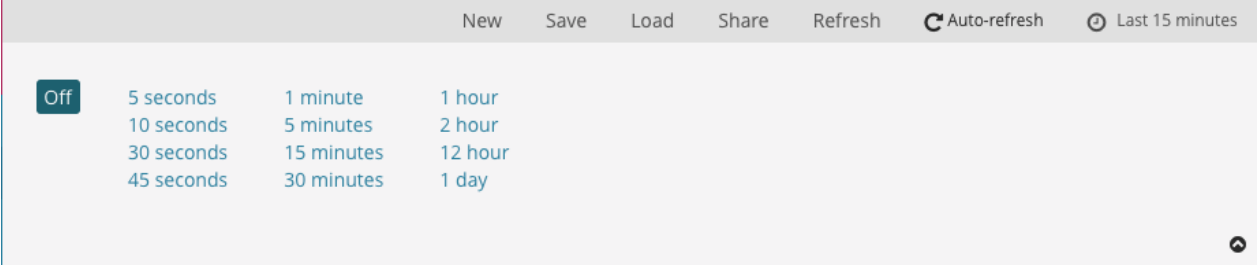 New Save Load Share Refresh Auto-refresh Last 15 minutes
Off 5 seconds 1 minute 1 hour
10 seconds 5 minutes 2 hour
30 seconds 15 minutes 12 hour
45 seconds 30 minutes 1 day